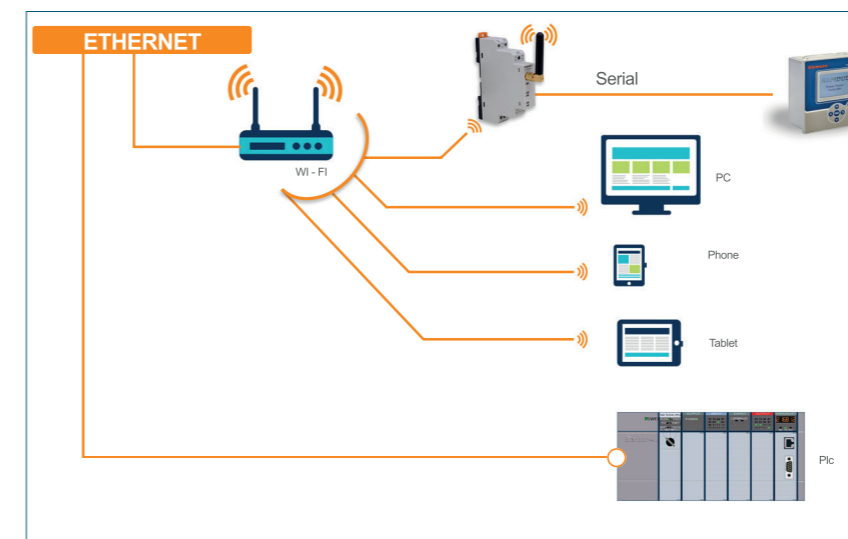 ETHERNET
Serial
WI - FI
PC
Phone
Tablet
Plc